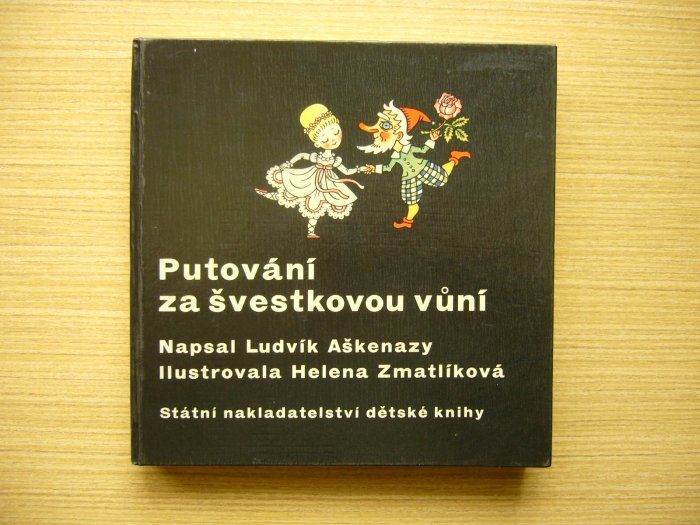 Putování
za švestkovou vůní
Napsal Ludvík Aškenazy
Ilustrovala Helena Zmatlíková
Státní nakladatelství dětské knihy